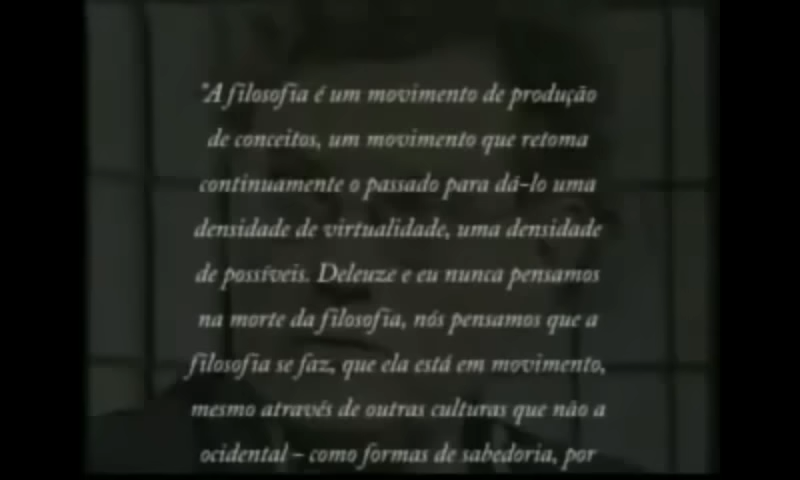 "A filosofia é um movimento de produção
de conceitos, um movimento que retoma
continuamente o passado para dá-lo uma
densidade de virtualidade, uma densidade
de possíveis. Deleuze e eu nunca pensamos
na morte da filosofia, nós pensamos que a
filosofia se faz, que ela está em movimento,
mesmo através de outras culturas que não a
ocidental – como formas de sabedoria, por